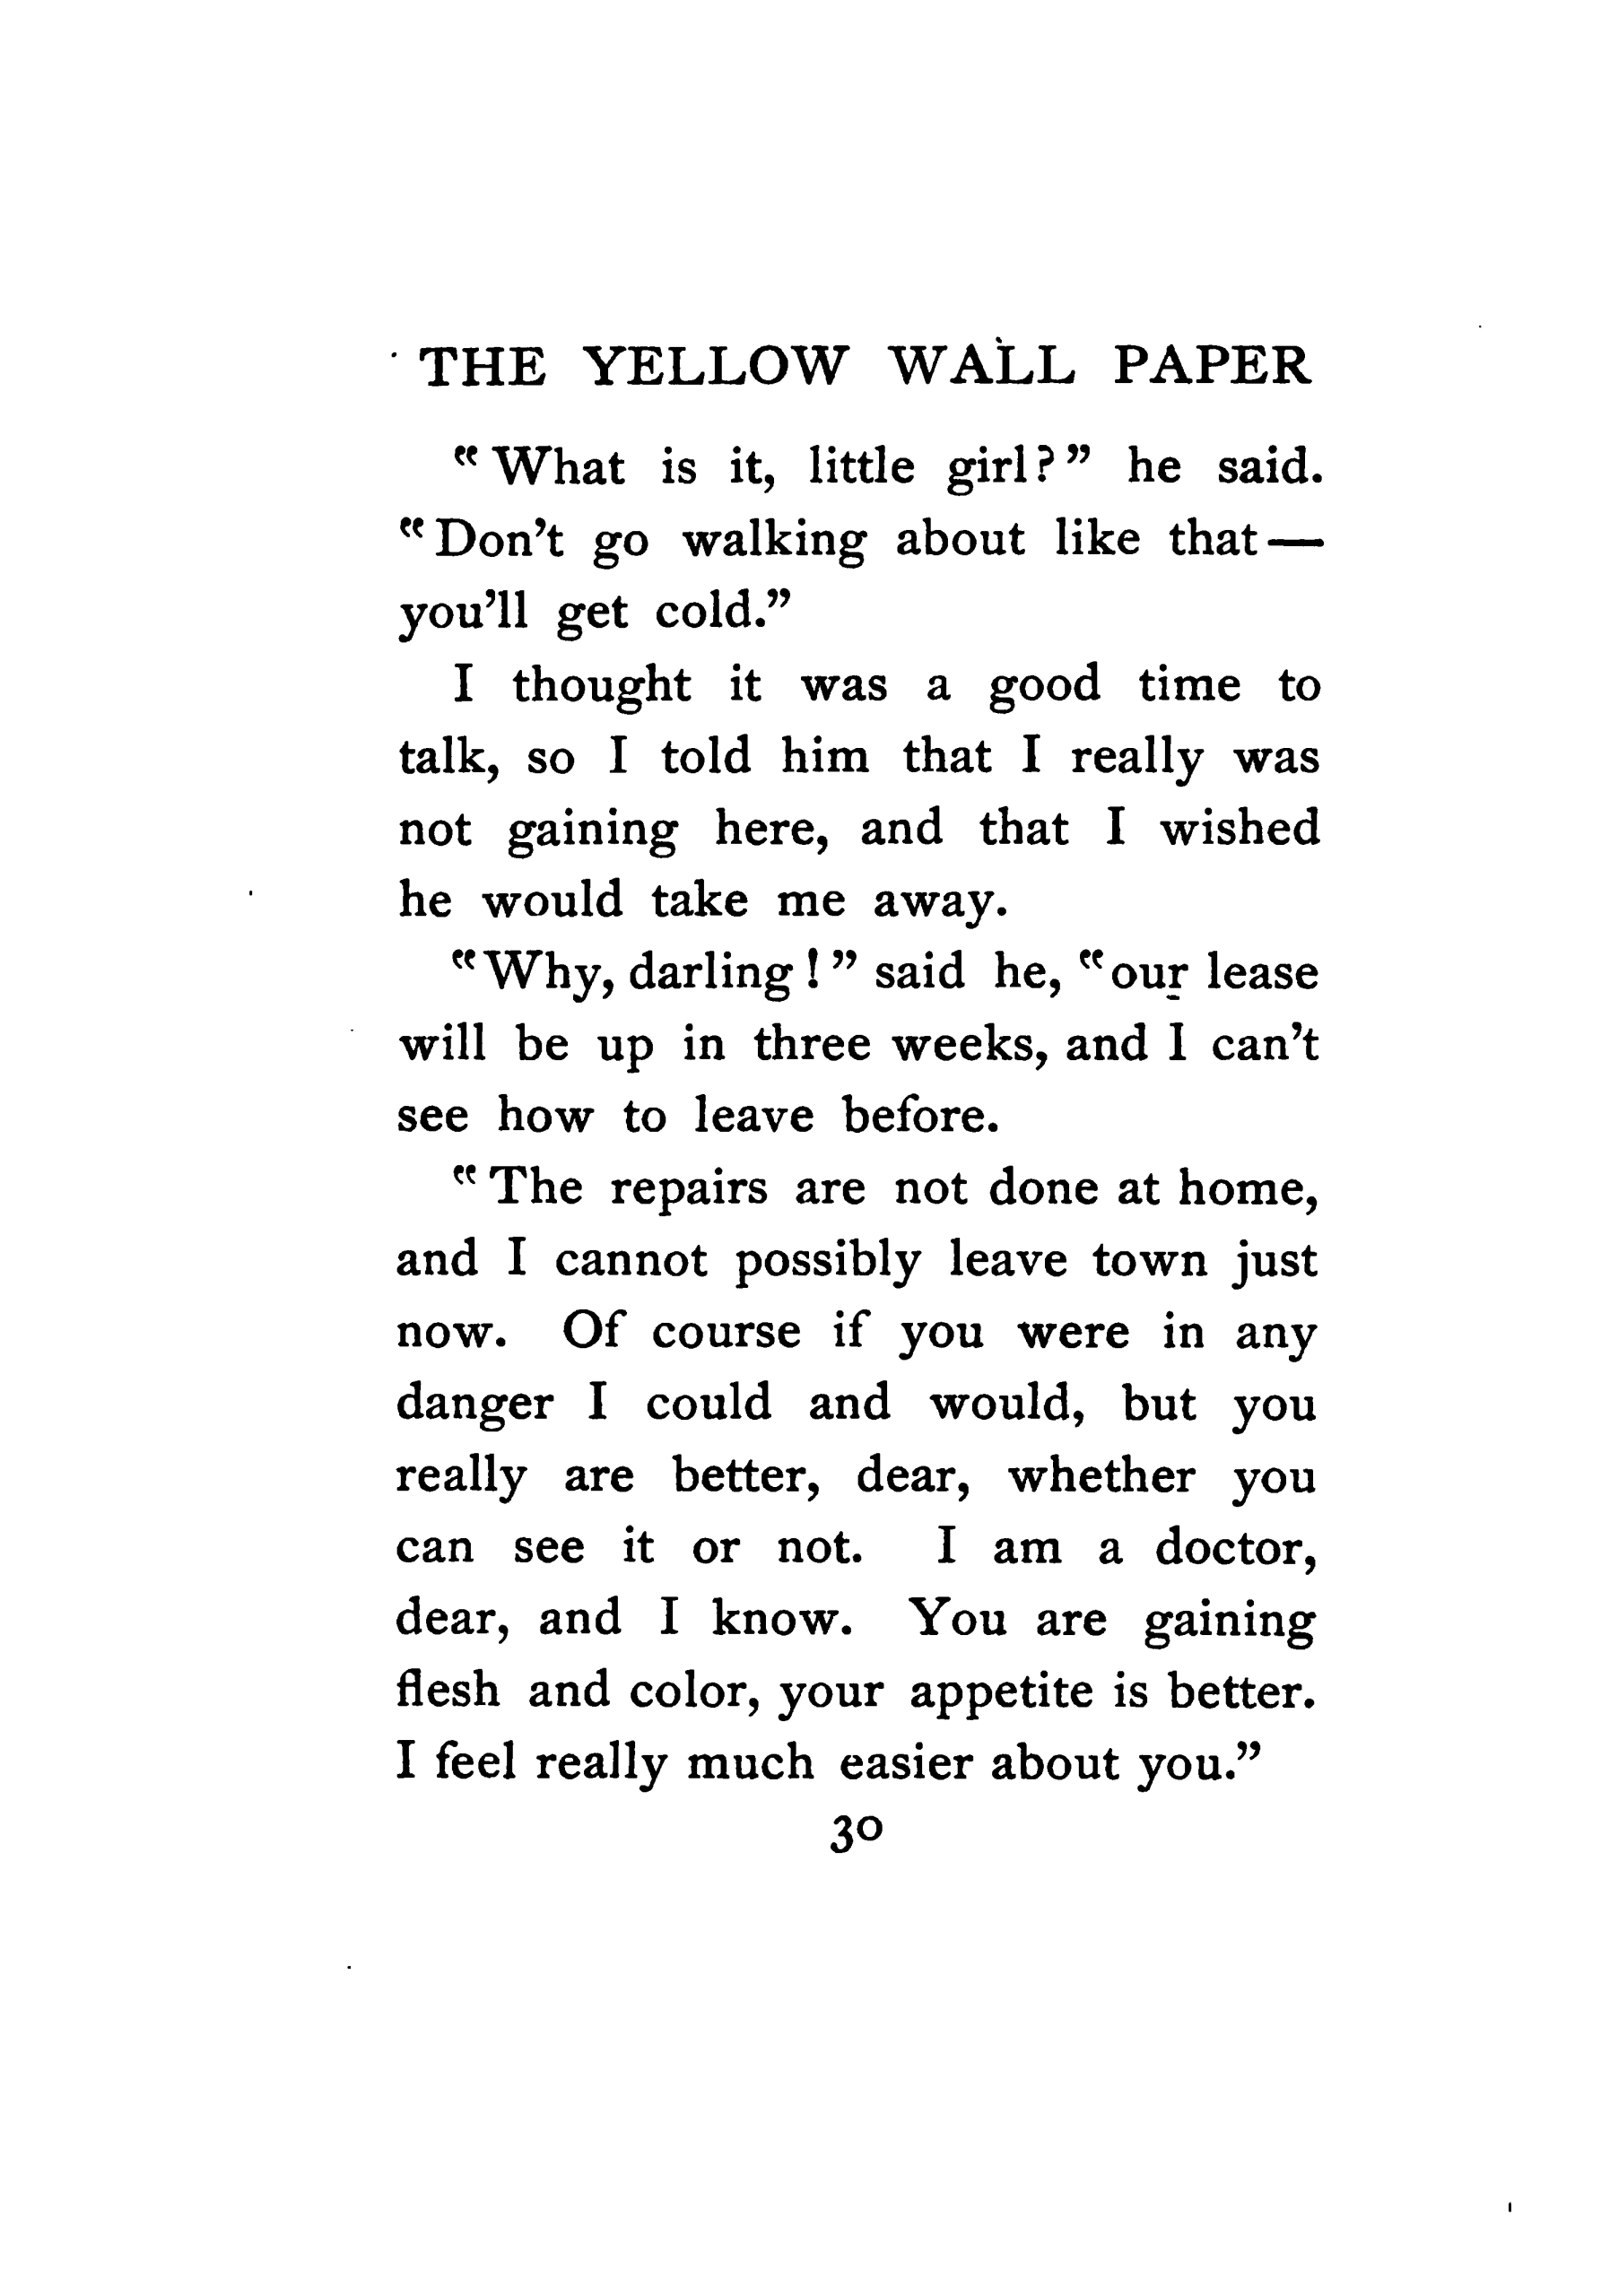 THE YELLOW WALL PAPER
"What is it, little girl?" he said.
"Don't go walking about like that—
you'll get cold."
I thought it was a good time to
talk, so I told him that I really was
not gaining here, and that I wished
he would take me away.
"Why, darling!" said he, "our lease
will be up in three weeks, and I can't
see how to leave before.
"The repairs are not done at home,
and I cannot possibly leave town just
now. Of course if you were in any
danger I could and would, but you
really are better, dear, whether you
can see it or not. I am a doctor,
dear, and I know. You are gaining
flesh and color, your appetite is better.
I feel really much easier about you."
30